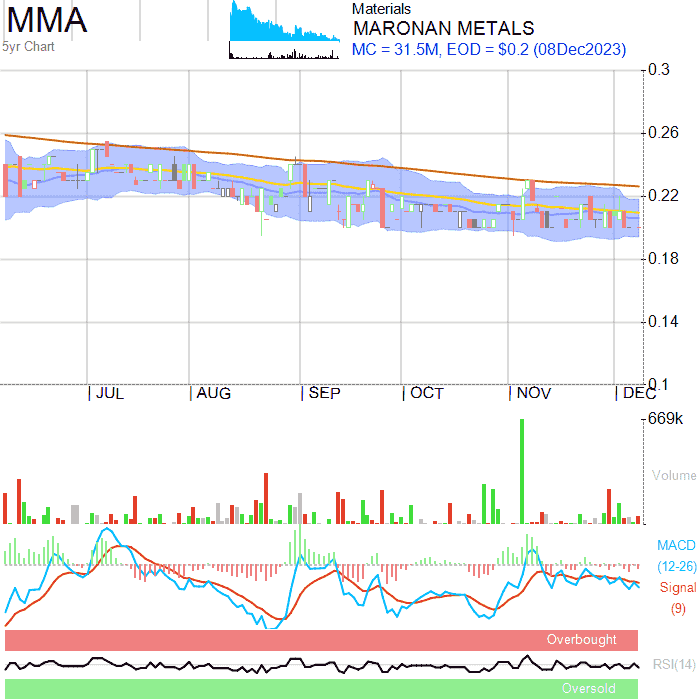 MMA
5yr Chart
Materials
MARONAN METALS
MC = 31.5M, EOD = $0.2 (08Dec2023)
0.3
0.26
0.22
0.18
0.14
0.1
JUL AUG SEP OCT NOV DEC
669k
Volume
MACD
(12-26)
Signal
(9)
Overbought
RSI(14)
Oversold